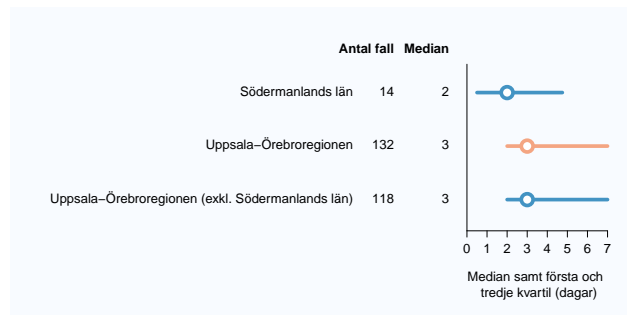 Antal fall Median
Södermanlands län 14 2
Uppsala−Örebroregionen 132 3
Uppsala−Örebroregionen (exkl. Södermanlands län) 118 3
0 1 2 3 4 5 6 7
Median samt första och
tredje kvartil (dagar)